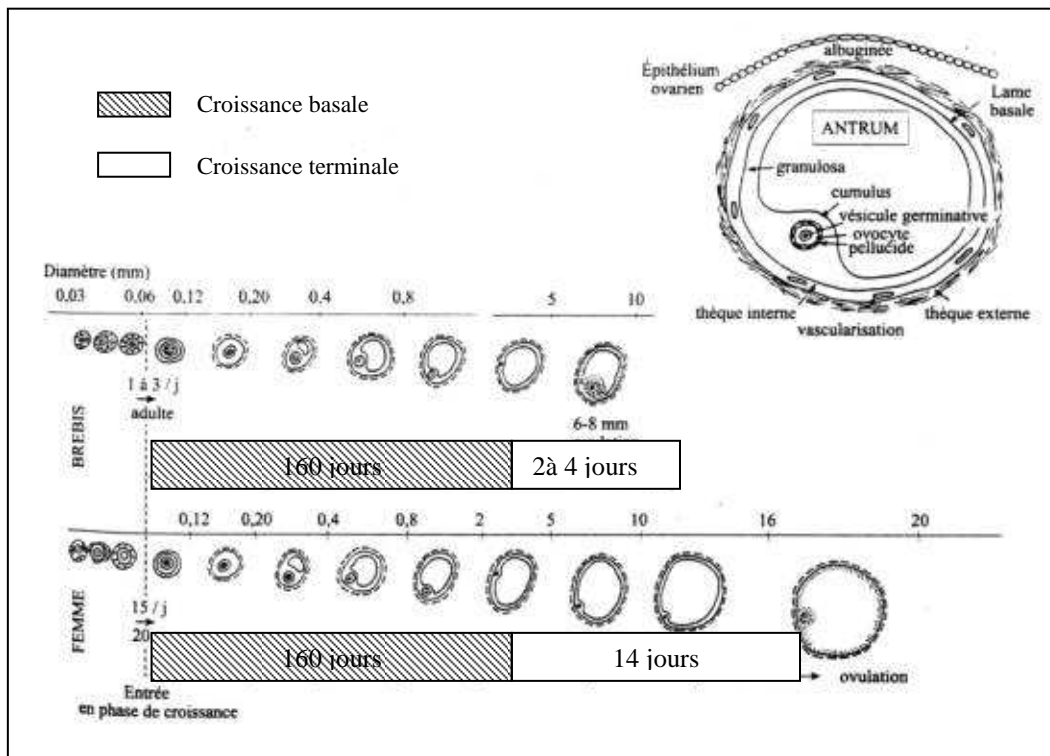 Croissance basale
Croissance terminale
albuginée
Épithélium
ovarien
Lame
basale
ANTRUM
granulosa
cumulus
vésicule germinative
ovocyte
pellucide
thèque interne
vascularisation
thèque externe
Diamètre (mm)
0,03 0,06 0,12 0,20 0,4 0,8 5 10
1 à 3 / j
adulte
BREBIS
6-8 mm
160 jours 2à 4 jours
0,12 0,20 0,4 0,8 2 5 10 16 20
15 / j
20
FEMME
160 jours 14 jours
ovulation
Entrée
en phase de croissance